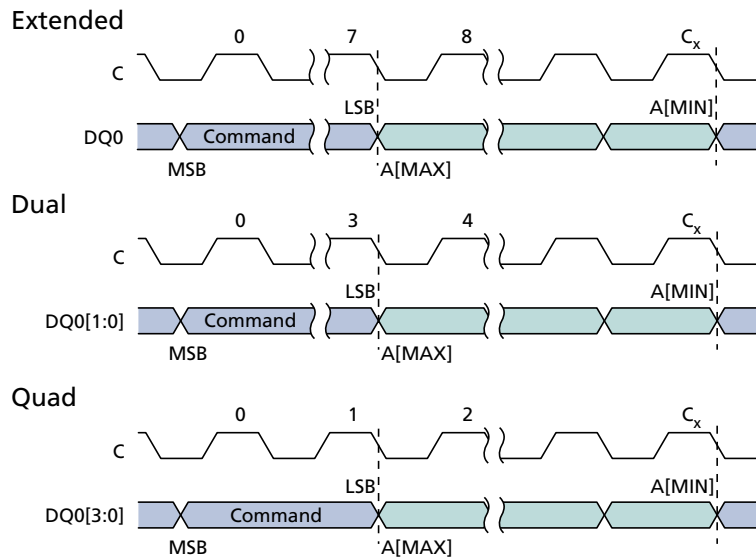 Extended
0 7 8 Cx
C
LSB A[MIN]
DQ0 Command
MSB A[MAX]
Dual
0 3 4 Cx
C
LSB A[MIN]
DQ0[1:0] Command
MSB A[MAX]
Quad
0 1 2 Cx
C
LSB A[MIN]
DQ0[3:0] Command
MSB A[MAX]